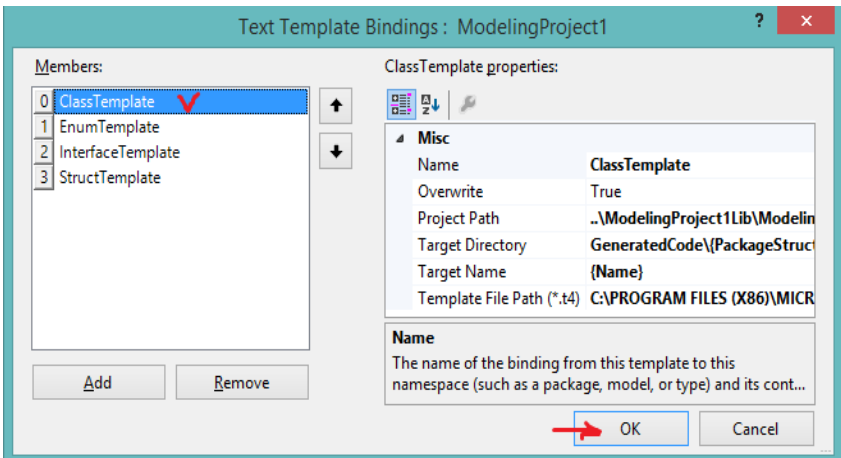 Text Template Bindings : ModelingProject1
?
Members:
0 ClassTemplate
1 EnumTemplate
2 InterfaceTemplate
3 StructTemplate
Add
Remove
ClassTemplate properties:
Misc
Name ClassTemplate
Overwrite True
Project Path ..\ModelingProject1Lib\Modelin
Target Directory GeneratedCode\{PackageStruct
Target Name {Name}
Template File Path (*.t4) C:\PROGRAM FILES (X86)\MICR
Name
The name of the binding from this template to this
namespace (such as a package, model, or type) and its cont...
OK
Cancel